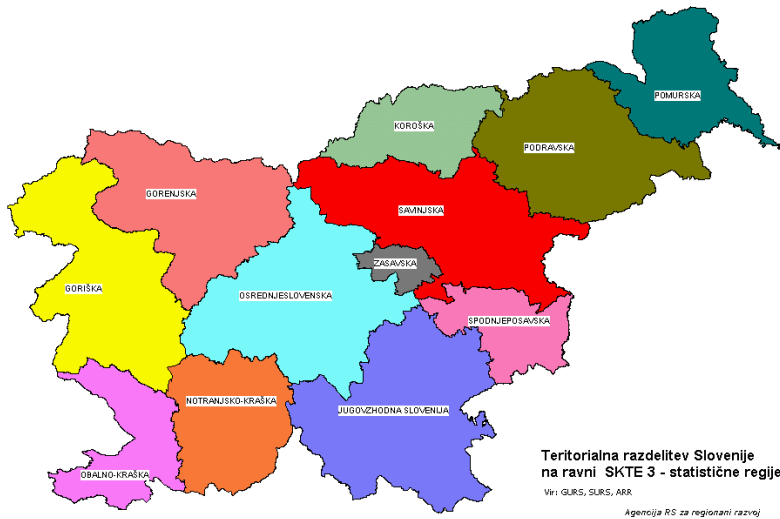 POMURSKA
KOROŠKA
PODRAVSKA
GORENJSKA
SAVINJSKA
ZASAVSKA
GORIŠKA
OSREDNJESLOVENSKA
SPODNJEPOSAVSKA
NOTRANJSKO-KRAŠKA
JUGOVZHODNA SLOVENIJA
OBALNO-KRAŠKA
Teritorialna razdelitev Slovenije
na ravni SKTE 3 - statistične regije
Vir: GURS, SURS, ARR
Agencija RS za regionani razvoj